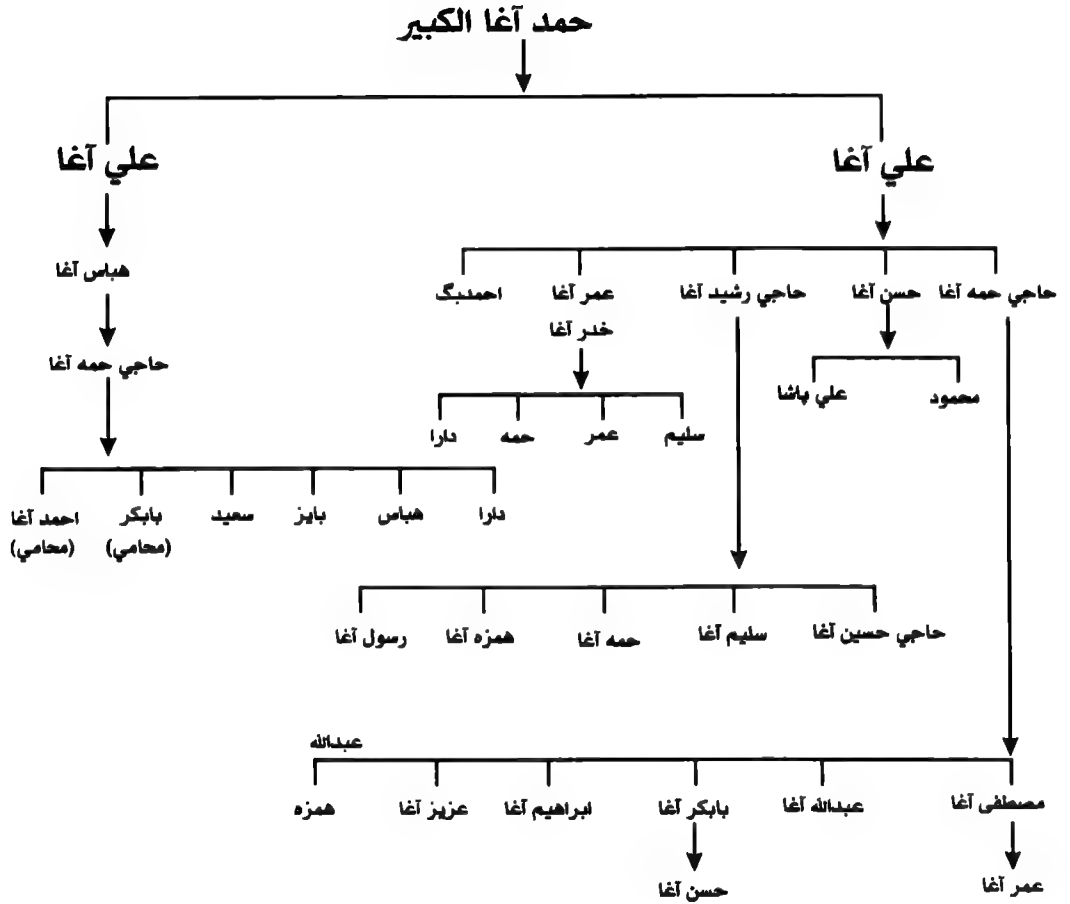 حمد آغا الكبير
علي آغا
علي آغا
حاجي حمه آغا
حسن آغا
حاجي رشيد آغا
عمر آغا
احمدبگ
هباس آغا
خدر آغا
حاجي حمه آغا
محمود
علي پاشا
سليم
عمر
حمه
دارا
دارا
هباس
بايز
سعيد
بابكر
(محامي)
احمد آغا
(محامي)
حاجي حسين آغا
سليم آغا
حمه آغا
همزه آغا
رسول آغا
عبدالله
مصطفى آغا
عبدالله آغا
بابكر آغا
ابراهيم آغا
عزيز آغا
همزه
عمر آغا
حسن آغا